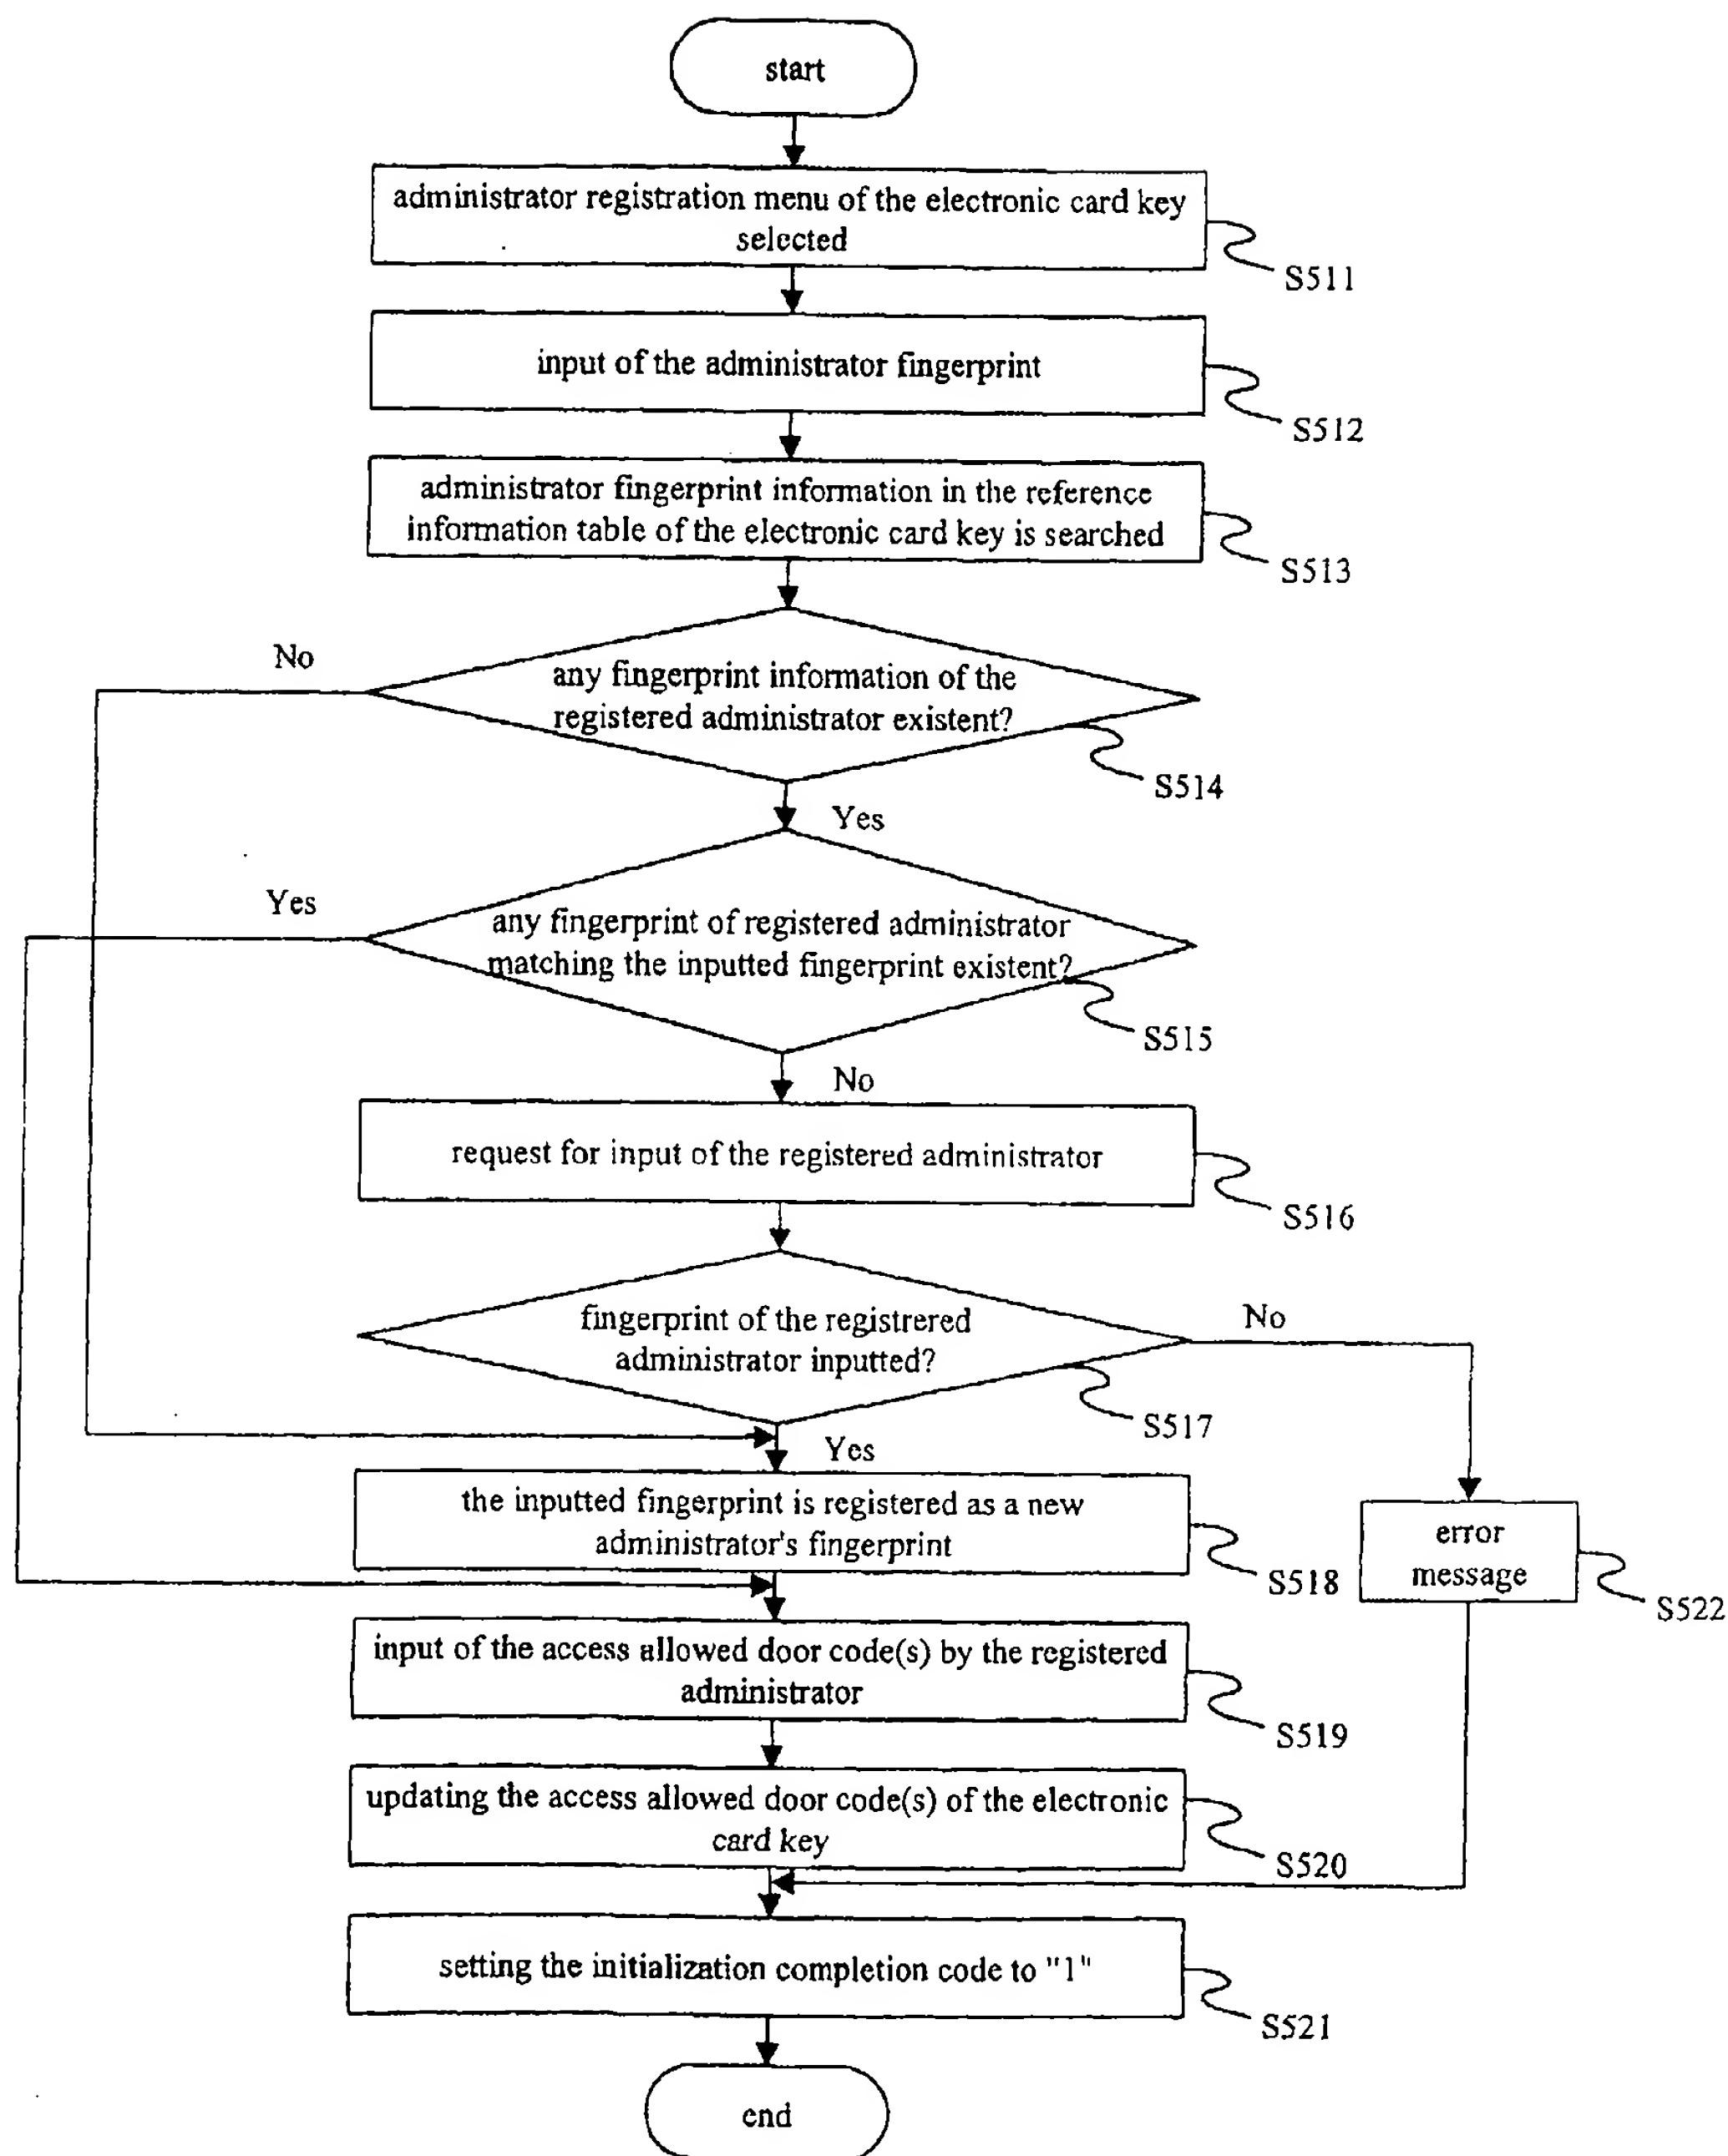 start
administrator registration menu of the electronic card key
selected
S511
input of the administrator fingerprint
S512
administrator fingerprint information in the reference
information table of the electronic card key is searched
S513
No
any fingerprint information of the
registered administrator existent?
S514
Yes
Yes
any fingerprint of registered administrator
matching the inputted fingerprint existent?
S515
No
request for input of the registered administrator
S516
fingerprint of the registrered
administrator inputted?
No
S517
Yes
the inputted fingerprint is registered as a new
administrator's fingerprint
S518
error
message
S522
input of the access allowed door code(s) by the registered
administrator
S519
updating the access allowed door code(s) of the electronic
card key
S520
setting the initialization completion code to "1"
S521
end